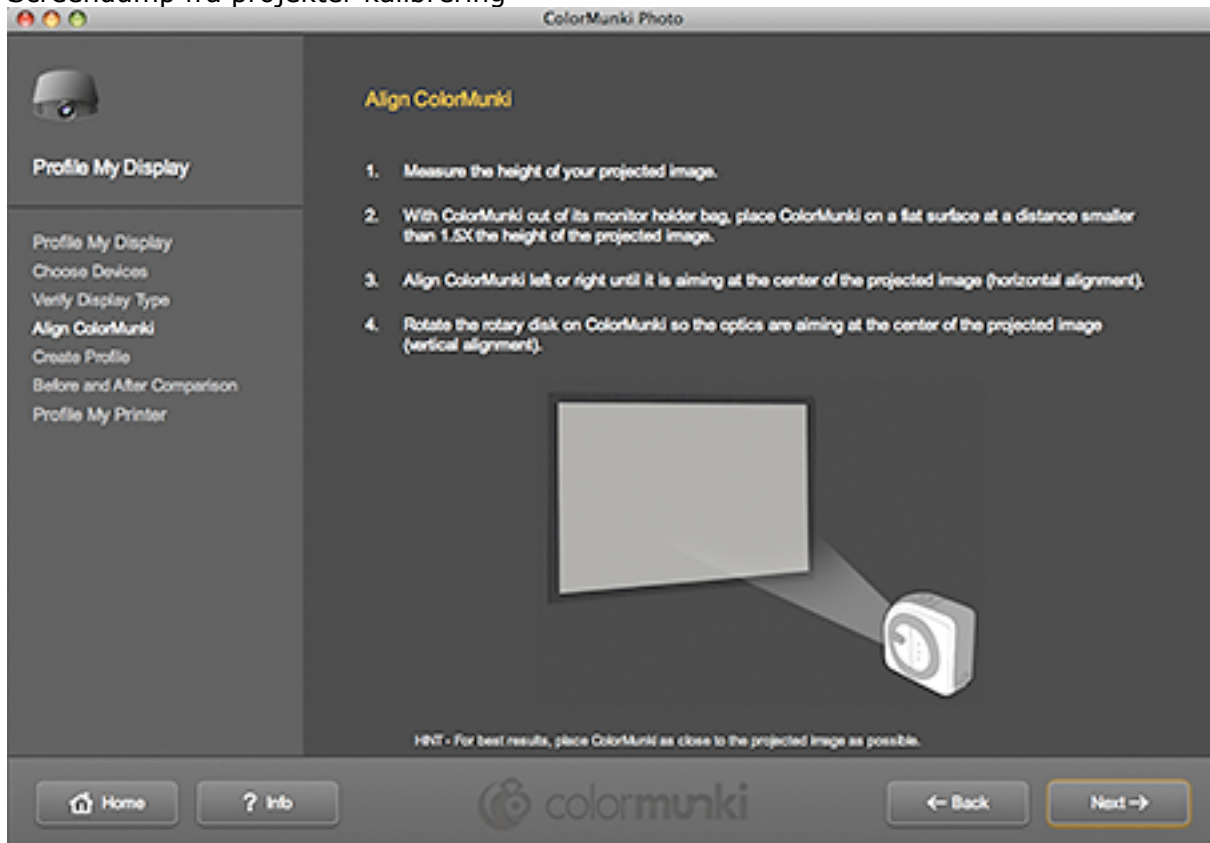 Screendump fra projekter kalibrering
ColorMunki Photo
Profile My Display
Profile My Display
Choose Devices
Verify Display Type
Align ColorMunki
Create Profile
Before and After Comparison
Profile My Printer
Align ColorMunki
1. Measure the height of your projected image.
2. With ColorMunki out of its monitor holder bag, place ColorMunki on a flat surface at a distance smaller
than 1.5X the height of the projected image.
3. Align ColorMunki left or right until it is aiming at the center of the projected image (horizontal alignment).
4. Rotate the rotary disk on ColorMunki so the optics are aiming at the center of the projected image
(vertical alignment).
HINT - For best results, place ColorMunki as close to the projected image as possible.
Home
? Info
colormunki
← Back
Next →